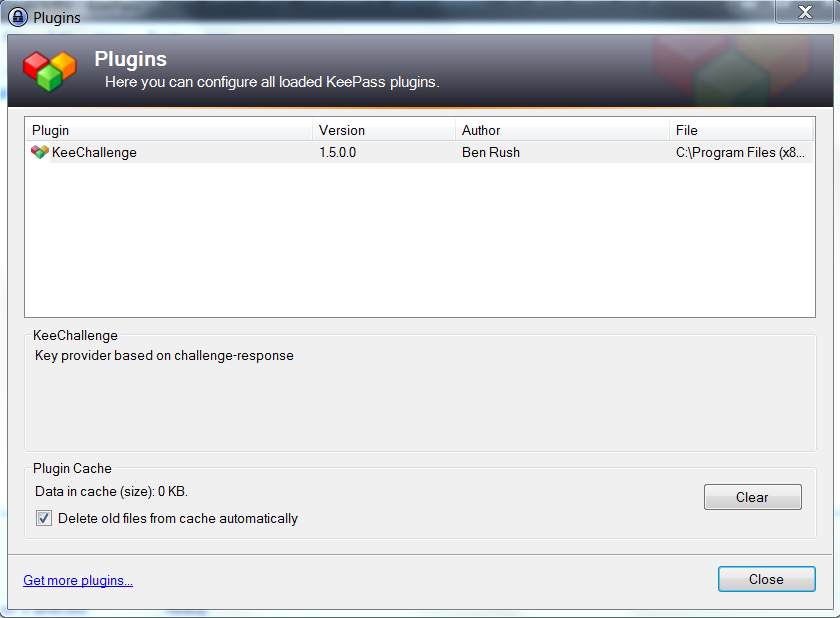 Plugins
Plugins
Here you can configure all loaded KeePass plugins.
Plugin Version Author File
KeeChallenge 1.5.0.0 Ben Rush C:\Program Files (x8...
KeeChallenge
Key provider based on challenge-response
Plugin Cache
Data in cache (size): 0 KB.
Clear
Delete old files from cache automatically
Get more plugins...
Close